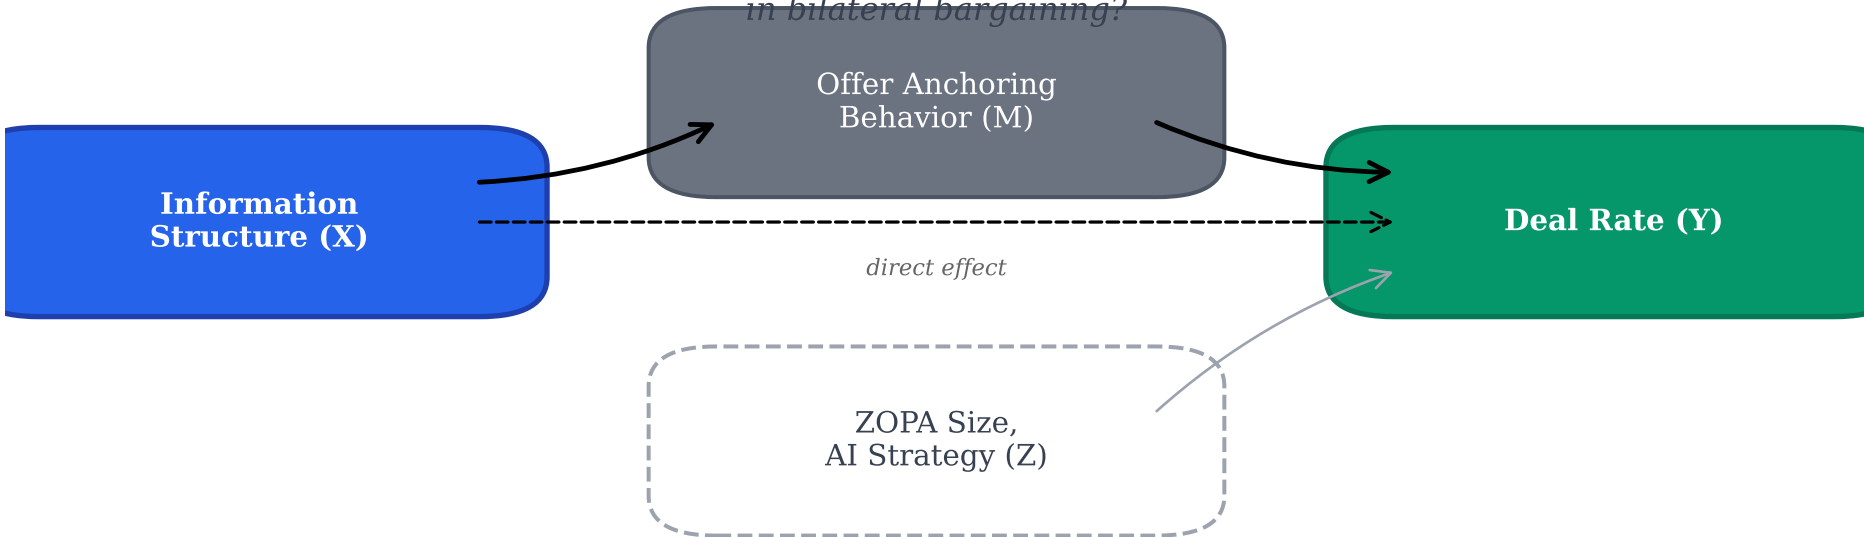 in bilateral bargaining?
Offer Anchoring
Behavior (M)
Information
Structure (X)
Deal Rate (Y)
direct effect
ZOPA Size,
AI Strategy (Z)